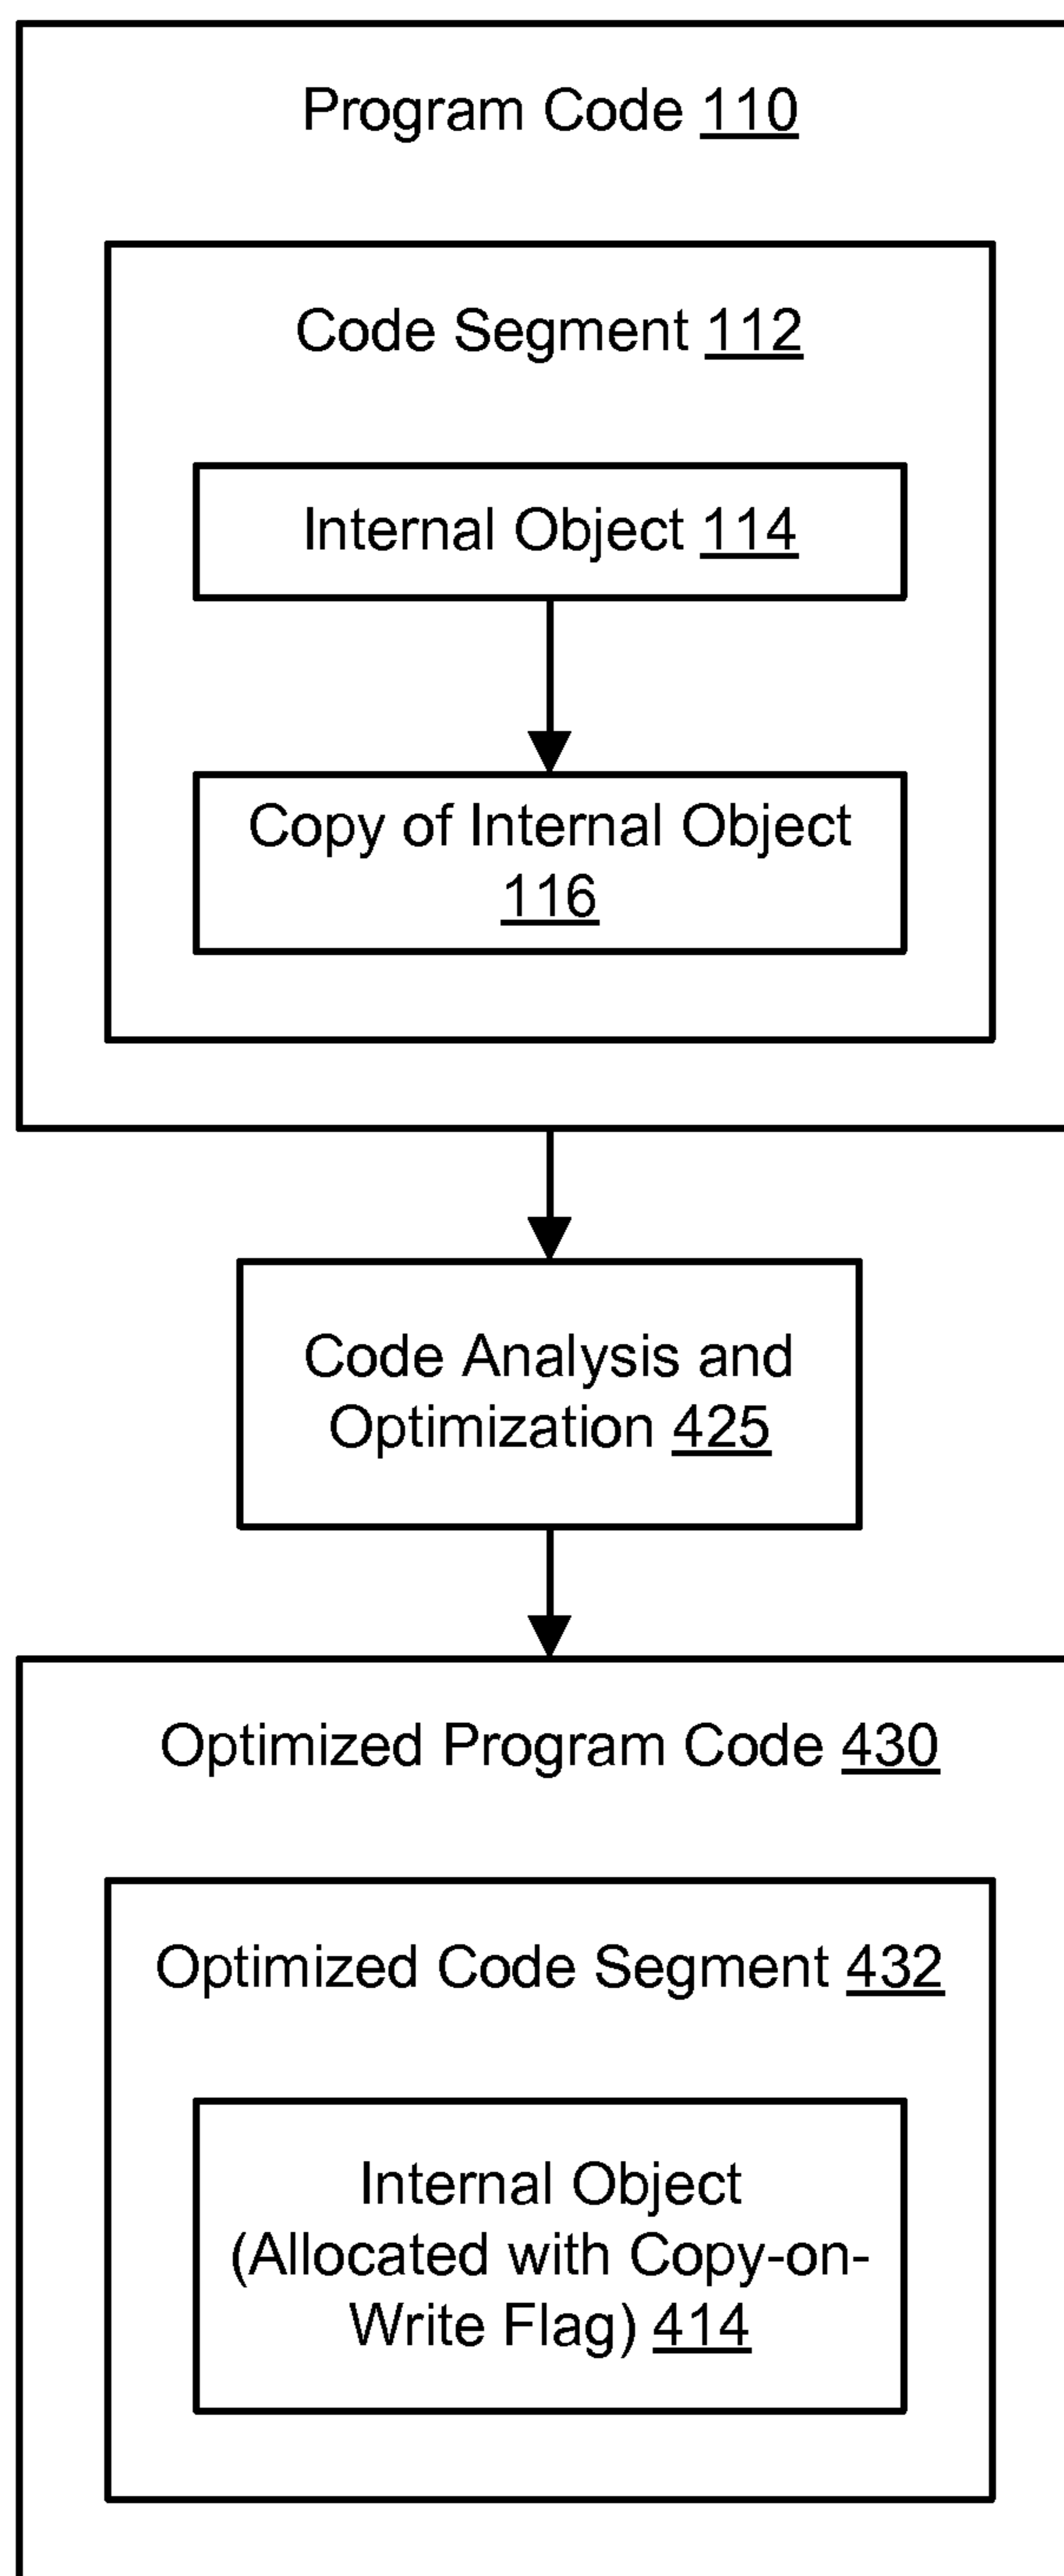 Program Code 110
Code Segment 112
Internal Object 114
Copy of Internal Object
116
Code Analysis and
Optimization 425
Optimized Program Code 430
Optimized Code Segment 432
Internal Object
(Allocated with Copy-on-
Write Flag) 414